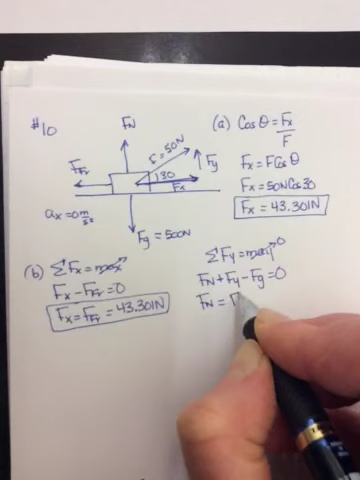 #10
FN
F = 50N
Fy
FFr
30
Fx
ax = 0 m/s²
Fg = 500N
(a) Cos θ = Fx/F
Fx = F Cos θ
Fx = 50N Cos 30
Fx = 43.301N
(b) ΣFx = max
Fx - FFr = 0
Fx = FFr = 43.301N
ΣFy = may 0
FN + Fy - Fg = 0
FN =